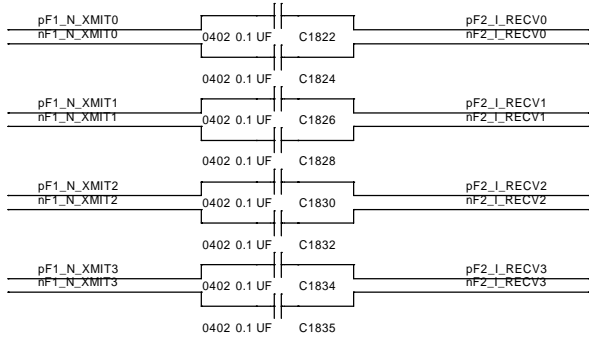 pF1_N_XMIT0 pF2_I_RECV0
nF1_N_XMIT0 0402 0.1 UF C1822 nF2_I_RECV0
0402 0.1 UF C1824
pF1_N_XMIT1 pF2_I_RECV1
nF1_N_XMIT1 0402 0.1 UF C1826 nF2_I_RECV1
0402 0.1 UF C1828
pF1_N_XMIT2 pF2_I_RECV2
nF1_N_XMIT2 0402 0.1 UF C1830 nF2_I_RECV2
0402 0.1 UF C1832
pF1_N_XMIT3 pF2_I_RECV3
nF1_N_XMIT3 0402 0.1 UF C1834 nF2_I_RECV3
0402 0.1 UF C1835